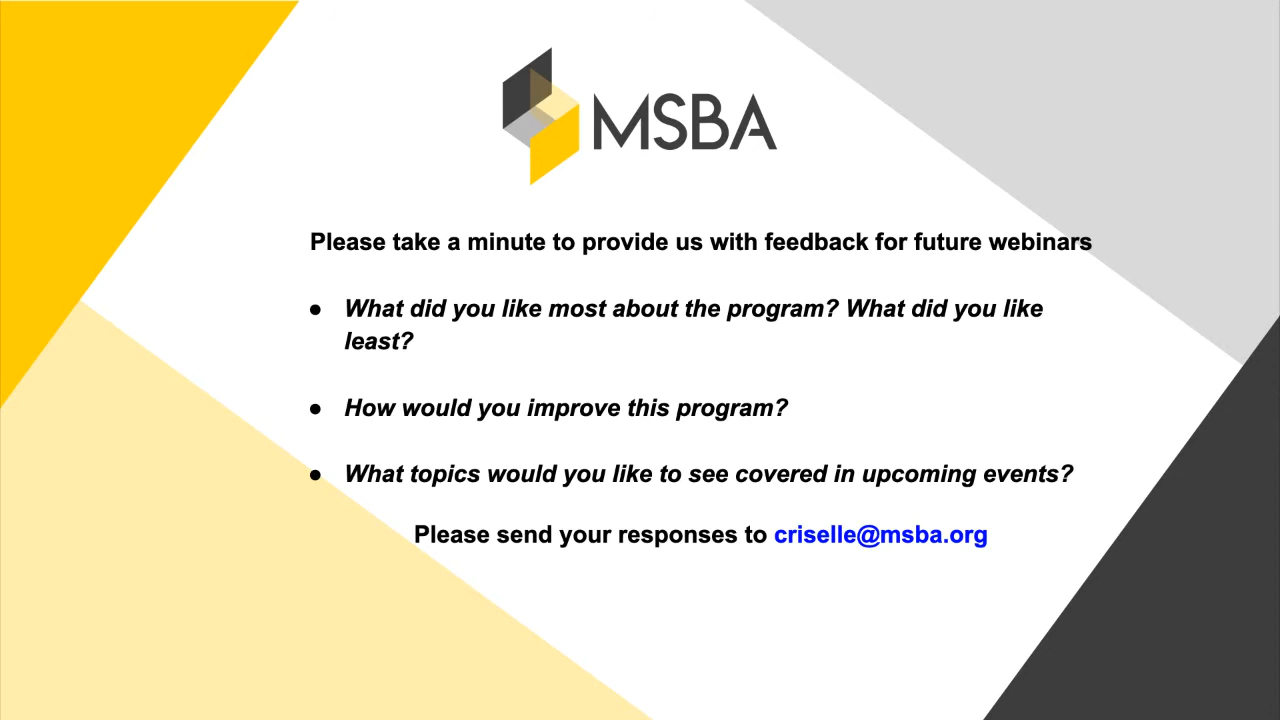 MSBA
Please take a minute to provide us with feedback for future webinars
● What did you like most about the program? What did you like
least?
● How would you improve this program?
● What topics would you like to see covered in upcoming events?
Please send your responses to criselle@msba.org